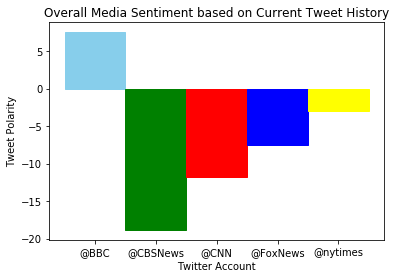 Overall Media Sentiment based on Current Tweet History
Tweet Polarity
5
0
−5
−10
−15
−20
@BBC @CBSNews @CNN @FoxNews @nytimes
Twitter Account